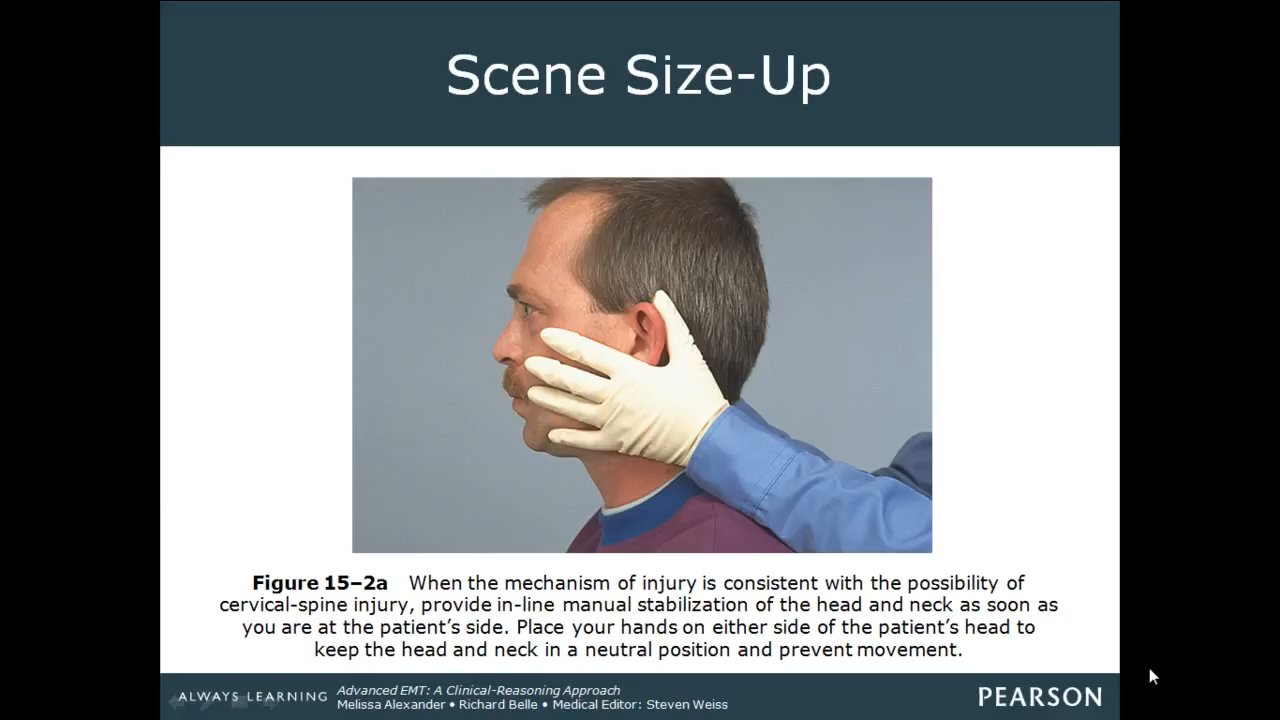 Scene Size-Up
Figure 15–2a When the mechanism of injury is consistent with the possibility of
cervical-spine injury, provide in-line manual stabilization of the head and neck as soon as
you are at the patient’s side. Place your hands on either side of the patient’s head to
keep the head and neck in a neutral position and prevent movement.
ALWAYS LEARNING
Advanced EMT: A Clinical-Reasoning Approach
Melissa Alexander • Richard Belle • Medical Editor: Steven Weiss
PEARSON